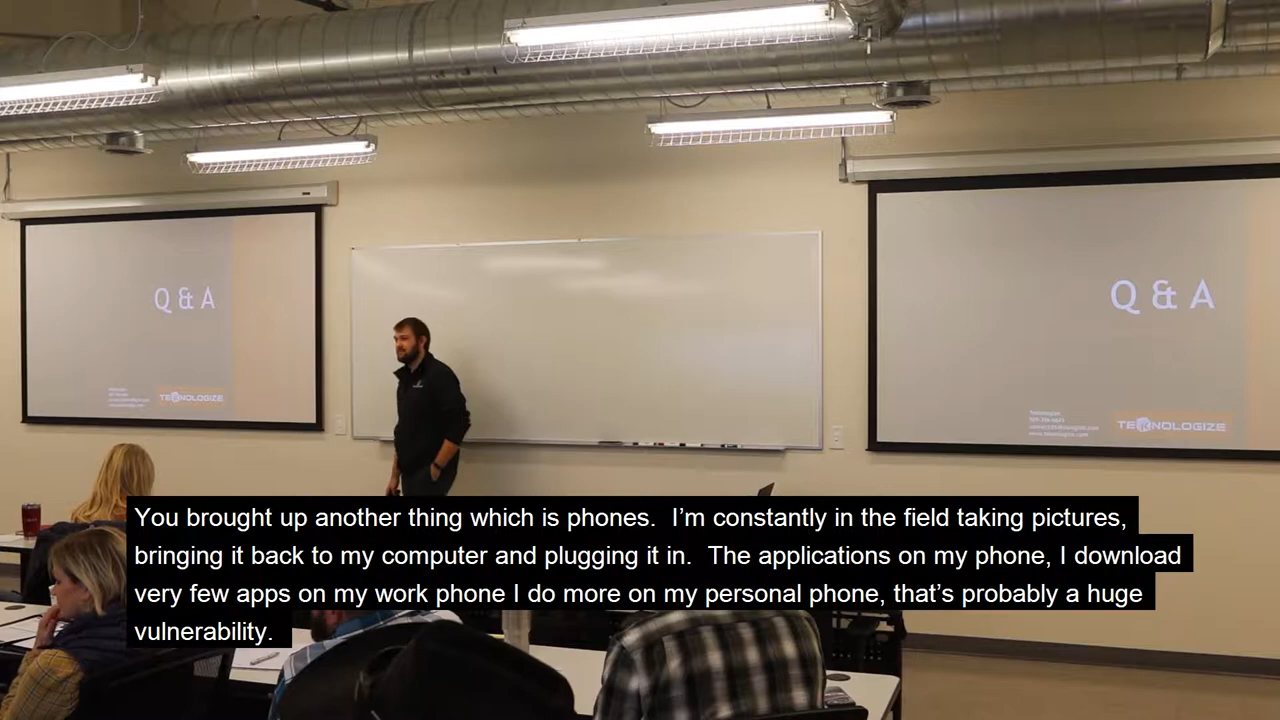 Q & A
TEKNOLOGIZE
Q & A
Teknologize
TEKNOLOGIZE
You brought up another thing which is phones.  I’m constantly in the field taking pictures,
bringing it back to my computer and plugging it in.  The applications on my phone, I download
very few apps on my work phone I do more on my personal phone, that’s probably a huge
vulnerability.